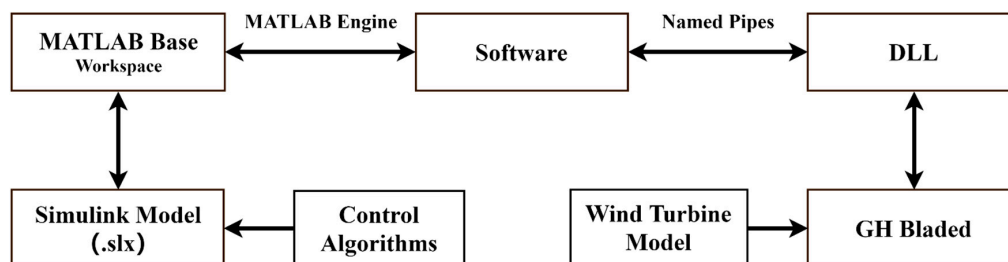 MATLAB Engine
Named Pipes
MATLAB Base
Workspace
Software
DLL
Simulink Model
(.slx)
Control
Algorithms
Wind Turbine
Model
GH Bladed